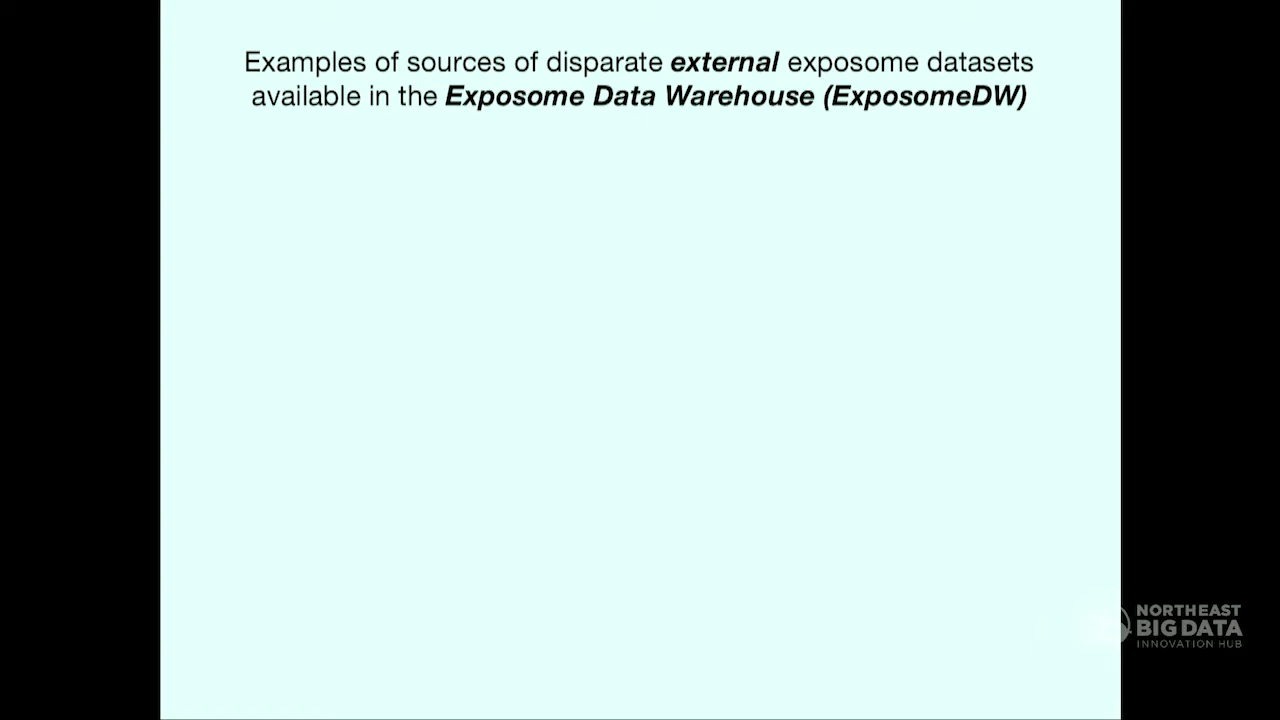 Examples of sources of disparate external exposome datasets
available in the Exposome Data Warehouse (ExposomeDW)
NORTHEAST
BIG DATA
INNOVATION HUB